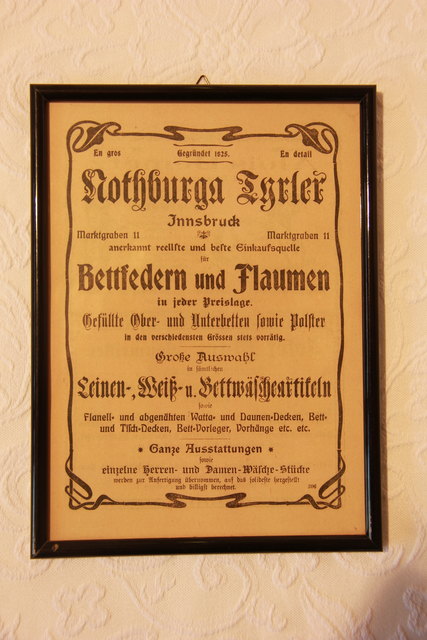 En gros Gegründet 1625. En detail
Nothburga Tyrler
Innsbruck
Marktgraben 11 Marktgraben 11
anerkannt reellste und beste Einkaufsquelle
für
Bettfedern und Flaumen
in jeder Preislage.
Gefüllte Ober- und Unterbetten sowie Polster
in den verschiedensten Grössen stets vorrätig.
Große Auswahl
in sämtlichen
Leinen-, Weiß- u. Bettwäscheartikeln
sowie
Flanell- und abgenähten Watta- und Daunen-Decken, Bett-
und Tisch-Decken, Bett-Vorleger, Vorhänge etc. etc.
* Ganze Ausstattungen *
sowie
einzelne Herren- und Damen-Wäsche-Stücke
werden zur Anfertigung übernommen, auf das solideste hergestellt
und billigst berechnet.